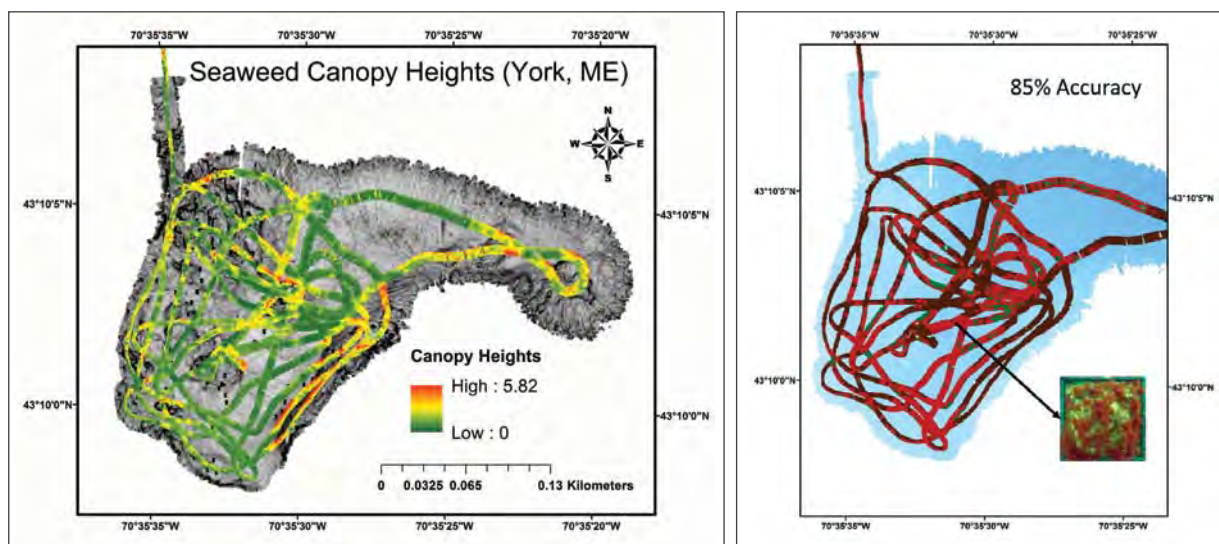 70°35'35"W 70°35'30"W 70°35'25"W 70°35'20"W
Seaweed Canopy Heights (York, ME)
N
W E
S
43°10'5"N 43°10'5"N
Canopy Heights
High : 5.82
Low : 0
43°10'0"N 43°10'0"N
0 0.0325 0.065 0.13 Kilometers
70°35'35"W 70°35'30"W 70°35'25"W 70°35'20"W
70°35'35"W 70°35'30"W 70°35'25"W
85% Accuracy
43°10'5"N 43°10'5"N
43°10'0"N 43°10'0"N
70°35'35"W 70°35'30"W 70°35'25"W